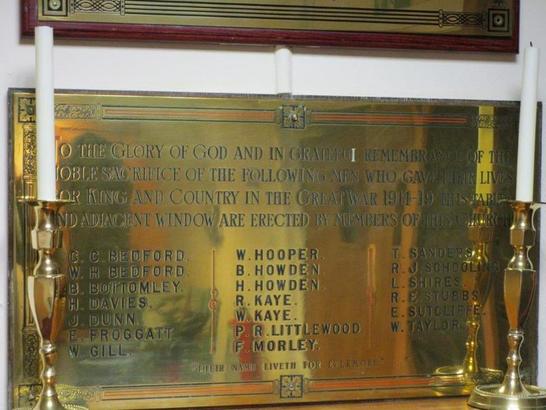 TO THE GLORY OF GOD AND IN GRATEFUL REMEMBRANCE OF THE
NOBLE SACRIFICE OF THE FOLLOWING MEN WHO GAVE THEIR LIVES
FOR KING AND COUNTRY IN THE GREAT WAR 1914-19 THIS TABLET
AND ADJACENT WINDOW ARE ERECTED BY MEMBERS OF THIS CHURCH
C. C. BEDFORD.
W. H. BEDFORD.
B. BOTTOMLEY.
H. DAVIES.
J. DUNN.
E. FROGGATT
W. GILL.
W. HOOPER.
B. HOWDEN
H. HOWDEN
R. KAYE.
W. KAYE.
P. R. LITTLEWOOD
F. MORLEY.
T. SANDERS
R. J SCHOOLING
L. SHIRES.
R. F STUBBS
E. SUTCLIFFE.
W. TAYLOR.
"THEIR NAME LIVETH FOR EVERMORE"